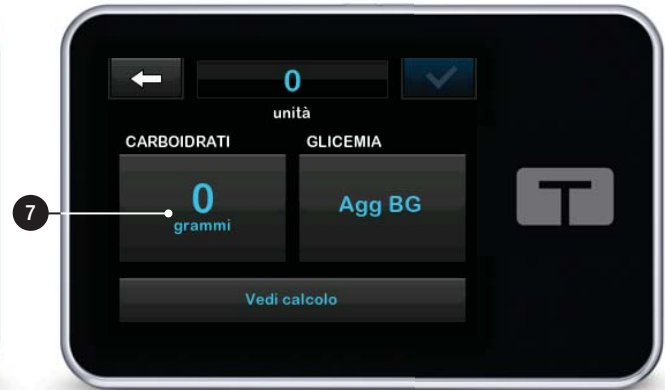 0
unità
CARBOIDRATI
GLICEMIA
0
grammi
Agg BG
Vedi calcolo
7
T